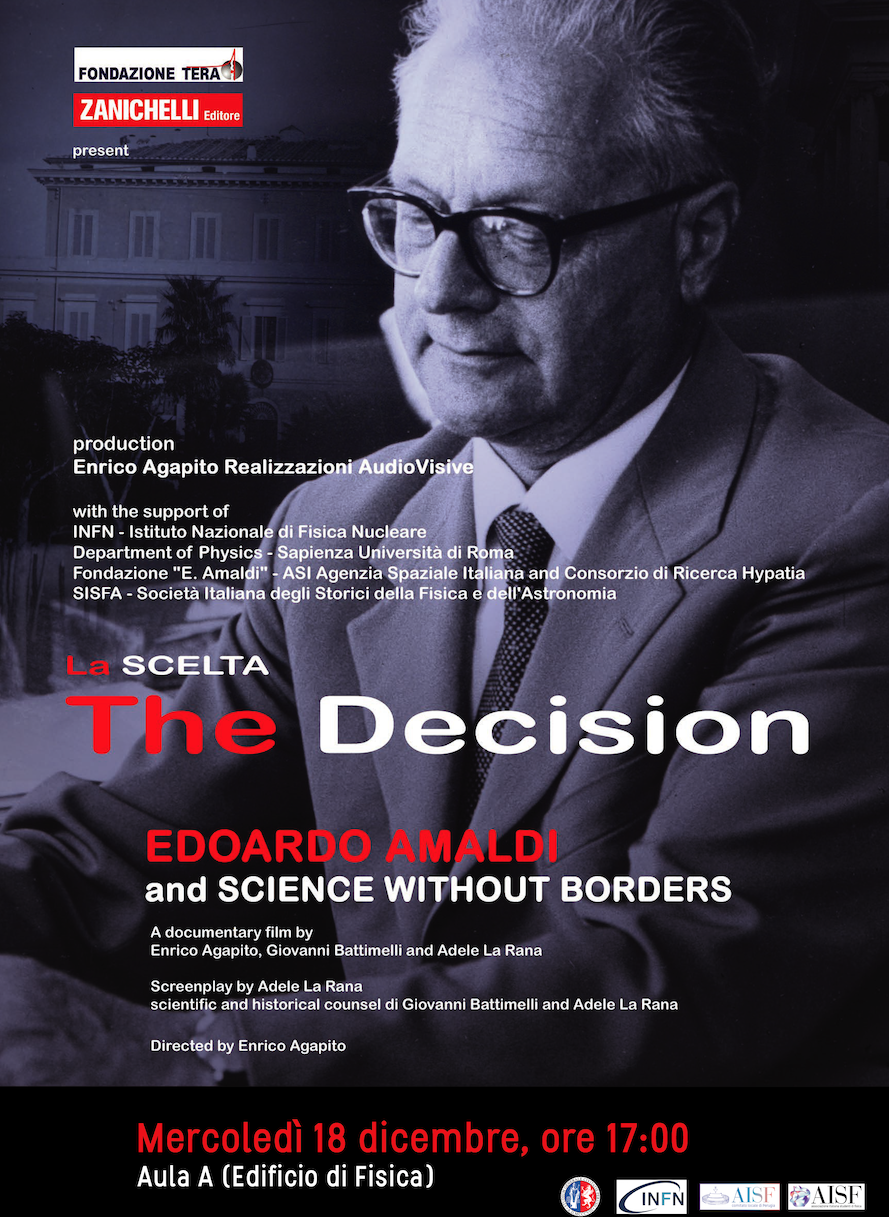 FONDAZIONE TERA
ZANICHELLI Editore
present
production
Enrico Agapito Realizzazioni AudioVisive
with the support of
INFN - Istituto Nazionale di Fisica Nucleare
Department of Physics - Sapienza Università di Roma
Fondazione "E. Amaldi" - ASI Agenzia Spaziale Italiana and Consorzio di Ricerca Hypatia
SISFA - Società Italiana degli Storici della Fisica e dell'Astronomia
La SCELTA
The Decision
EDOARDO AMALDI
and SCIENCE WITHOUT BORDERS
A documentary film by
Enrico Agapito, Giovanni Battimelli and Adele La Rana
Screenplay by Adele La Rana
scientific and historical counsel di Giovanni Battimelli and Adele La Rana
Directed by Enrico Agapito
Mercoledì 18 dicembre, ore 17:00
Aula A (Edificio di Fisica)
INFN
AISF
AISF